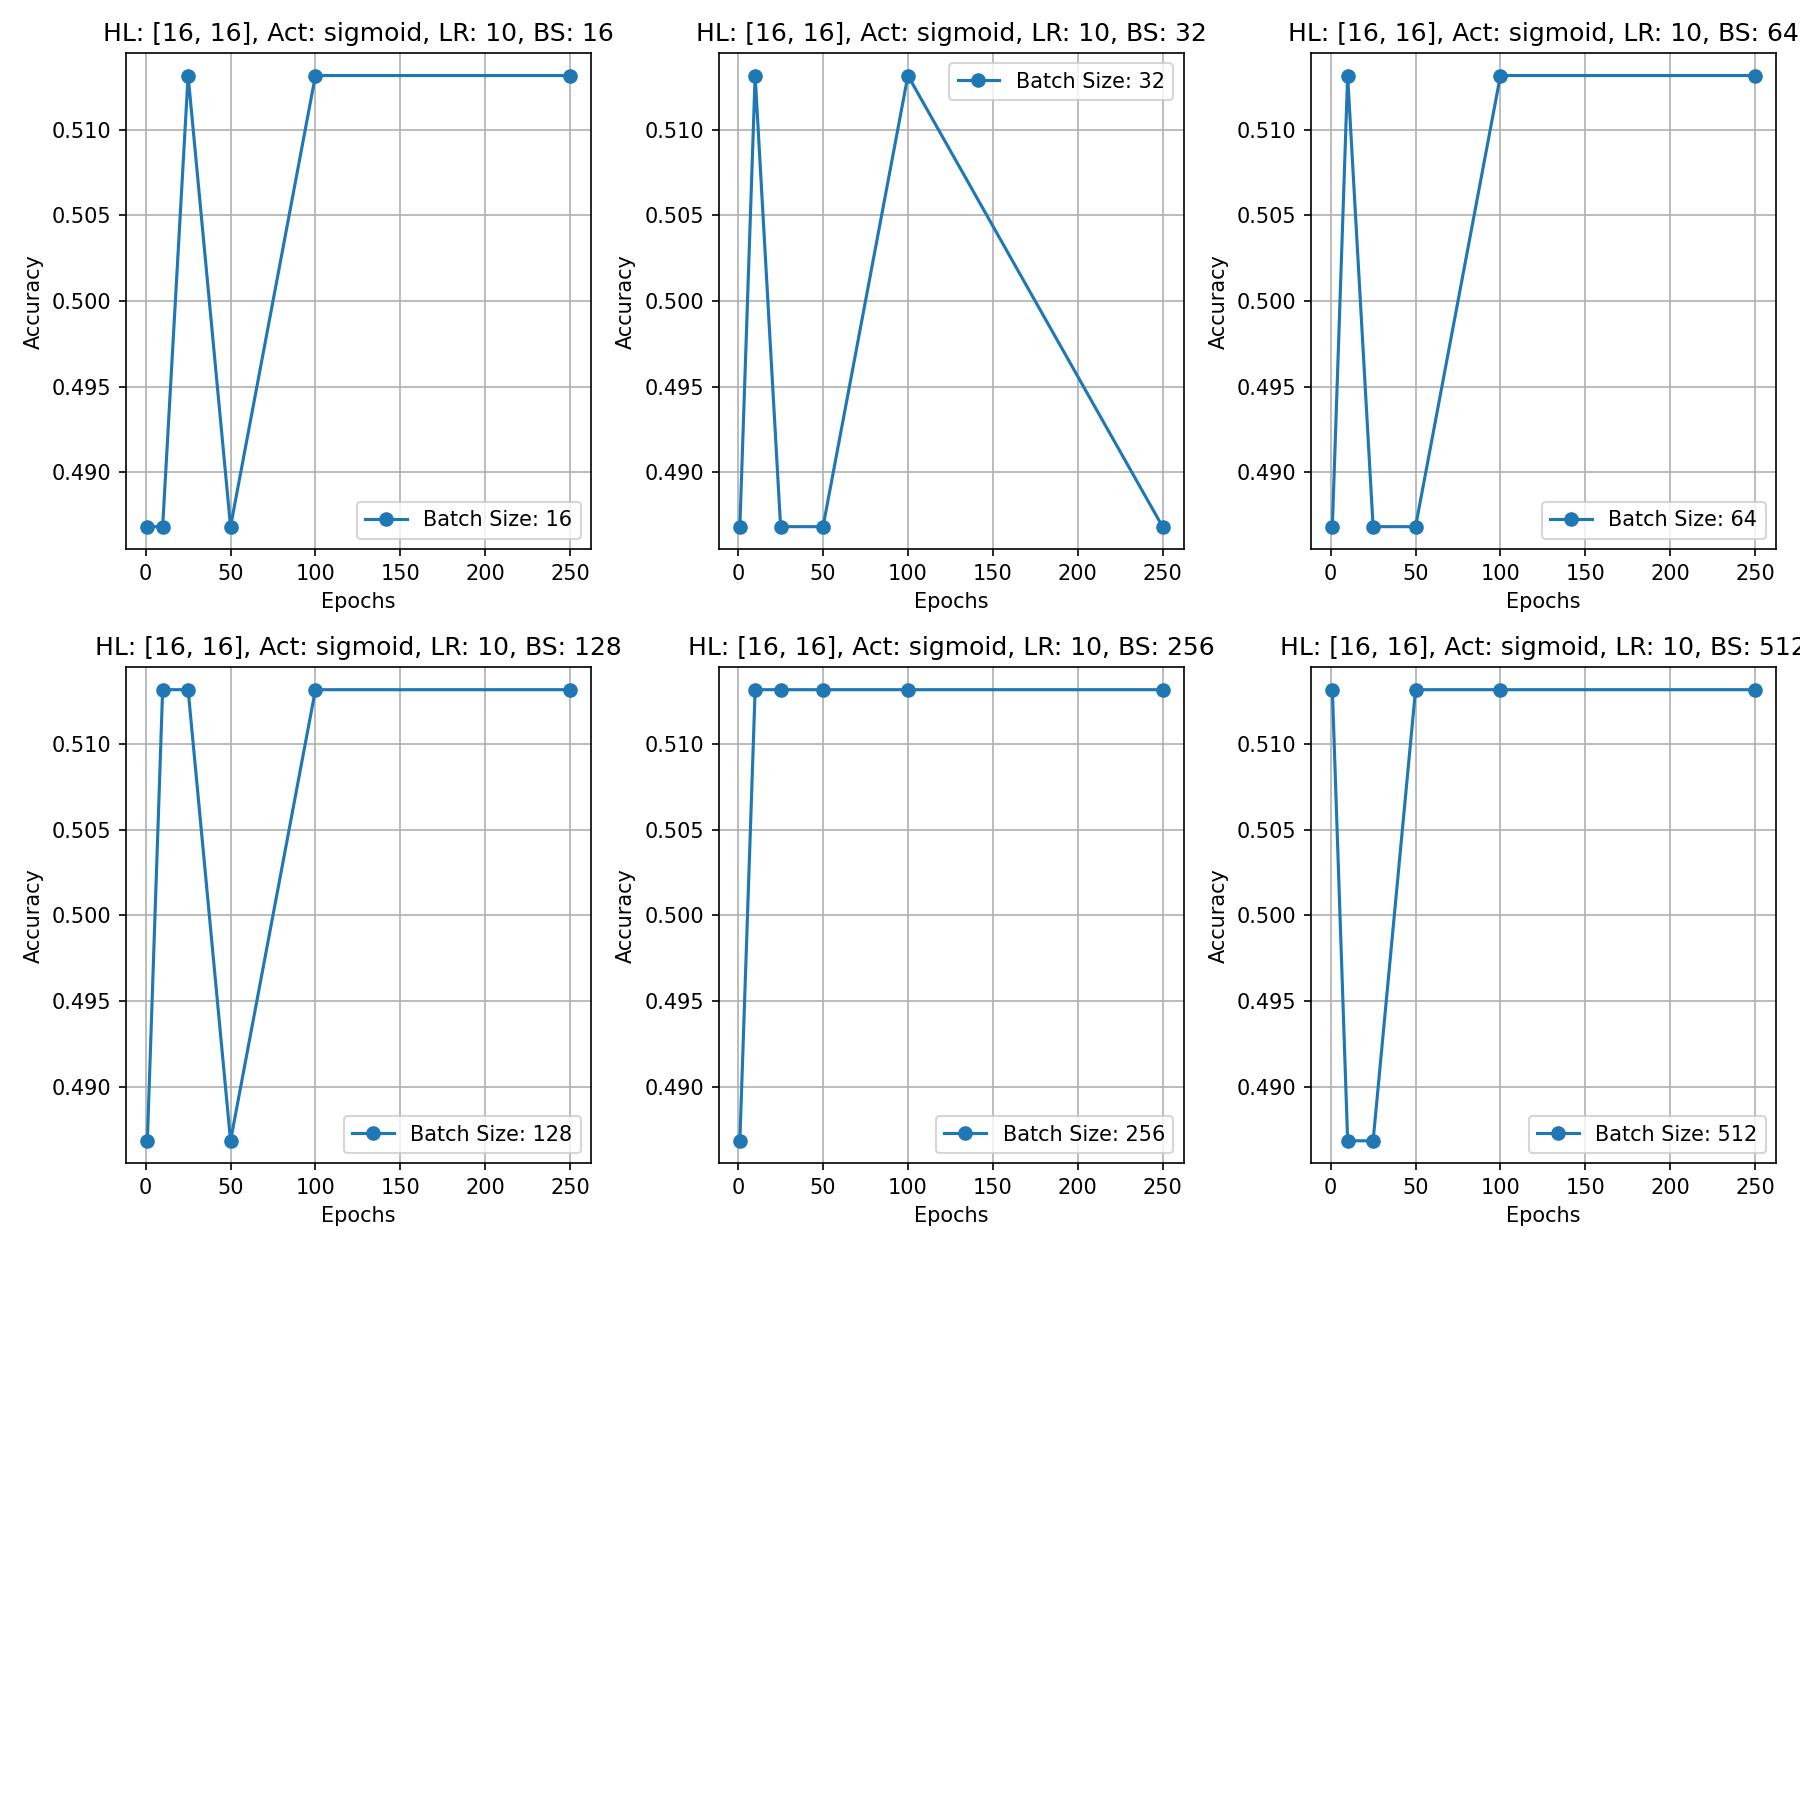 HL: [16, 16], Act: sigmoid, LR: 10, BS: 16
0.510
0.505
0.500
0.495
0.490
Accuracy
Batch Size: 16
0 50 100 150 200 250
Epochs
HL: [16, 16], Act: sigmoid, LR: 10, BS: 32
Batch Size: 32
0.510
0.505
0.500
0.495
0.490
Accuracy
0 50 100 150 200 250
Epochs
HL: [16, 16], Act: sigmoid, LR: 10, BS: 64
0.510
0.505
0.500
0.495
0.490
Accuracy
Batch Size: 64
0 50 100 150 200 250
Epochs
HL: [16, 16], Act: sigmoid, LR: 10, BS: 128
0.510
0.505
0.500
0.495
0.490
Accuracy
Batch Size: 128
0 50 100 150 200 250
Epochs
HL: [16, 16], Act: sigmoid, LR: 10, BS: 256
0.510
0.505
0.500
0.495
0.490
Accuracy
Batch Size: 256
0 50 100 150 200 250
Epochs
HL: [16, 16], Act: sigmoid, LR: 10, BS: 512
0.510
0.505
0.500
0.495
0.490
Accuracy
Batch Size: 512
0 50 100 150 200 250
Epochs